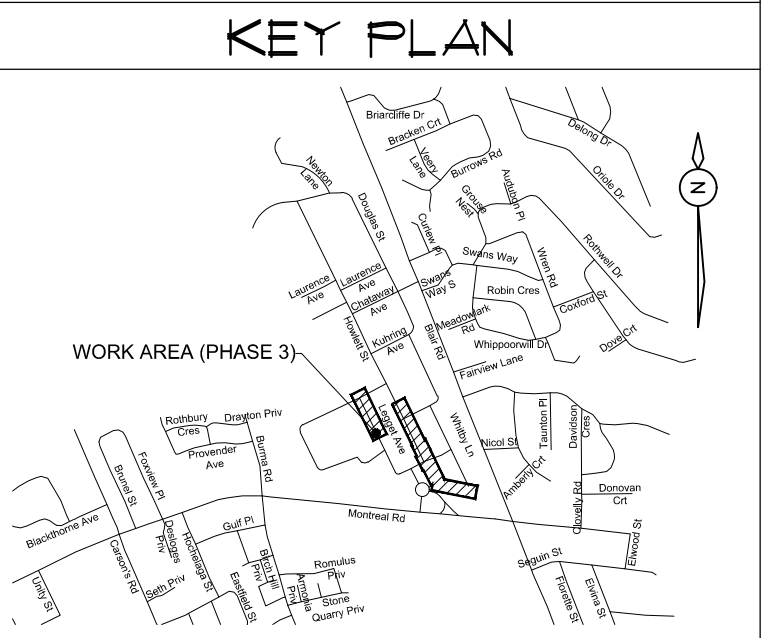 KEY PLAN
Briarcliffe Dr
Bracken Crt
Delong Dr
Veery
Lane
Burrows Rd
Newton
Lane
Oriole Dr
Audubon Pl
Grouse
Nest
N
Douglas St
Curlew Pl
Swans Way
Wren Rd
Rothwell Dr
Laurence
Ave
Laurence
Ave
Swans
Way S
Chataway
Ave
Robin Cres
Coxford St
Howlett St
Kuhring
Ave
Blair Rd
Meadowlark
Rd
Whippoorwill Dr
Dove Crt
WORK AREA (PHASE 3)
Fairview Lane
Legget Ave
Whitby Ln
Rothbury
Cres
Drayton Priv
Provender
Ave
Burma Rd
Nicol St
Taunton Pl
Davidson
Cres
Amberly Crt
Clovelly Rd
Donovan
Crt
Foxview Pl
Brunel St
Montreal Rd
Blackthorne Ave
Desloges
Priv
Hochelaga St
Gulf Pl
Carson's Rd
Elwood St
Seguin St
Birch Hill
Priv
Romulus
Priv
Armonia
Priv
Stone
Quarry Priv
Seth Priv
Eastfield St
Unity St
Fiorette St
Elvina St